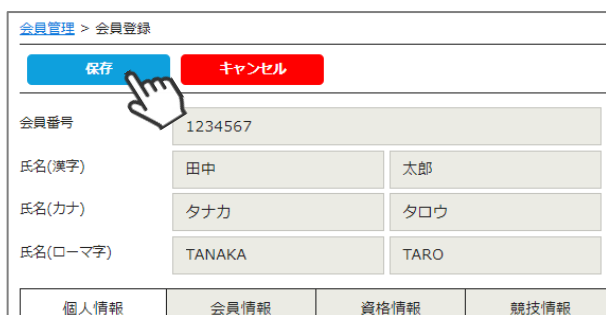 会員管理 > 会員登録
保存 キャンセル
会員番号 1234567
氏名(漢字) 田中 太郎
氏名(カナ) タナカ タロウ
氏名(ローマ字) TANAKA TARO
個人情報 会員情報 資格情報 競技情報